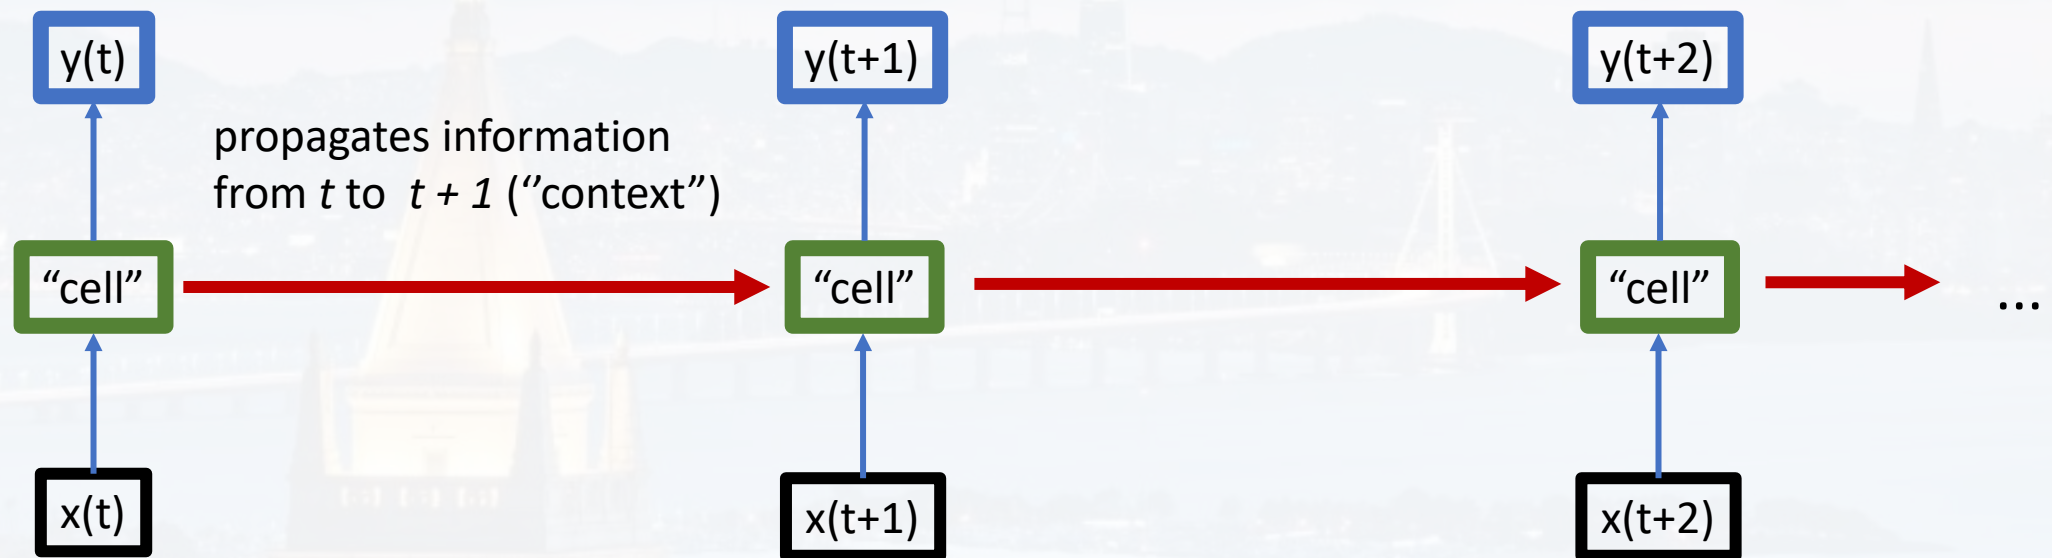 y(t)
y(t+1)
y(t+2)
propagates information
from t to t + 1 (‘’context”)
“cell”
“cell”
“cell”
...
x(t)
x(t+1)
x(t+2)